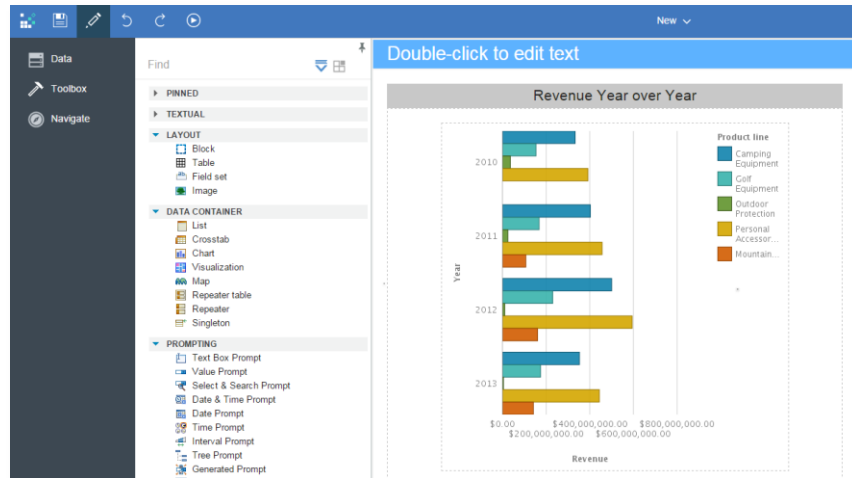 New
Data
Toolbox
Navigate
Find
PINNED
TEXTUAL
LAYOUT
Block
Table
Field set
Image
DATA CONTAINER
List
Crosstab
Chart
Visualization
Map
Repeater table
Repeater
Singleton
PROMPTING
Text Box Prompt
Value Prompt
Select & Search Prompt
Date & Time Prompt
Date Prompt
Time Prompt
Interval Prompt
Tree Prompt
Generated Prompt
Double-click to edit text
Revenue Year over Year
Year
2010
2011
2012
2013
$0.00
$200,000,000.00
$400,000,000.00
$600,000,000.00
$800,000,000.00
Revenue
Product line
Camping
Equipment
Golf
Equipment
Outdoor
Protection
Personal
Accessor...
Mountain...